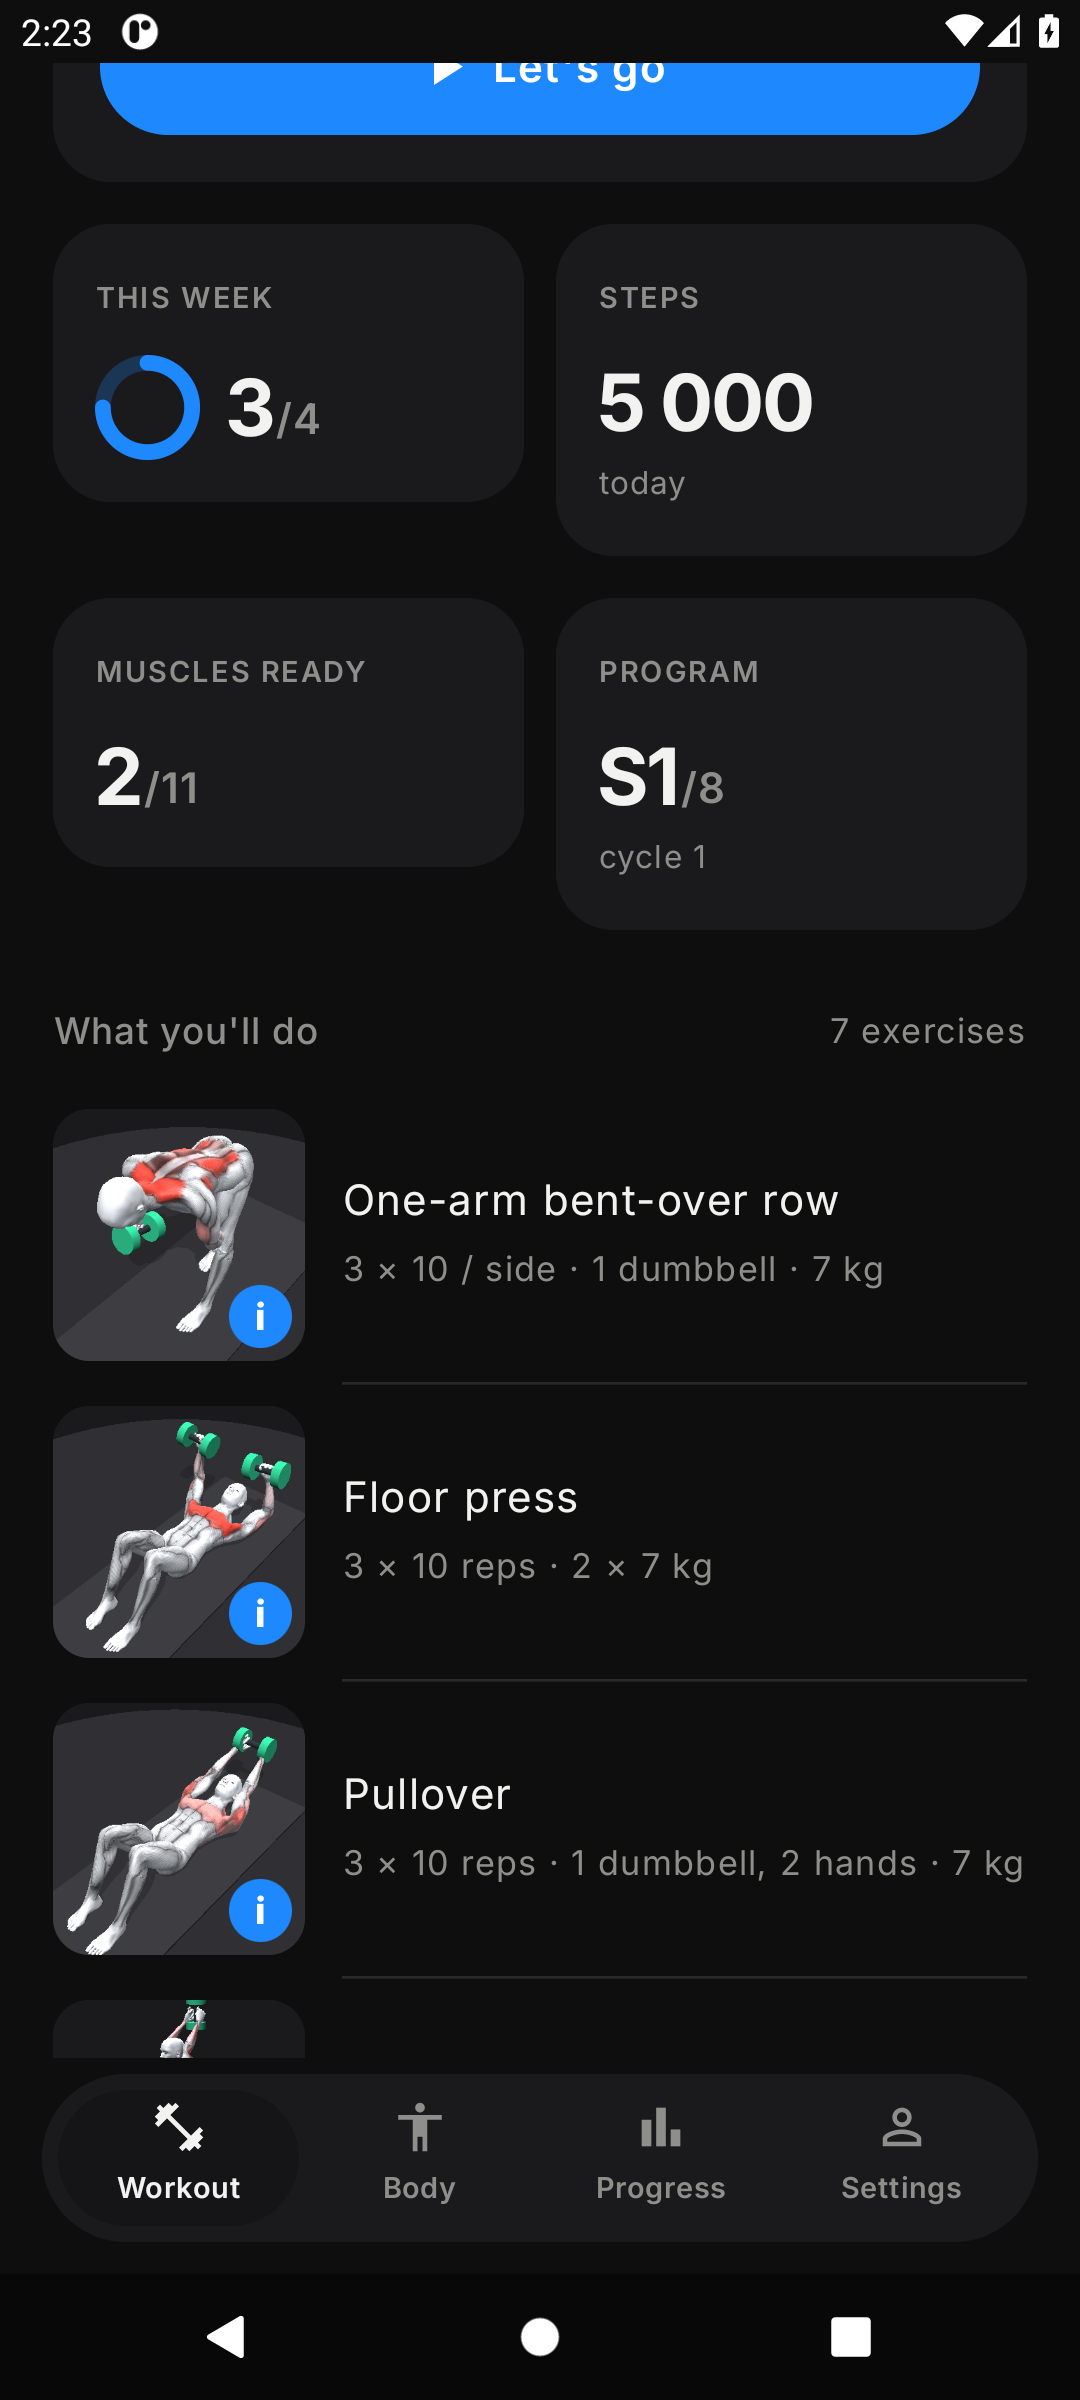 2:23
Let's go
THIS WEEK
3/4
STEPS
5 000
today
MUSCLES READY
2/11
PROGRAM
S1/8
cycle 1
What you'll do
7 exercises
One-arm bent-over row
3 × 10 / side · 1 dumbbell · 7 kg
i
Floor press
3 × 10 reps · 2 × 7 kg
i
Pullover
3 × 10 reps · 1 dumbbell, 2 hands · 7 kg
i
Workout
Body
Progress
Settings